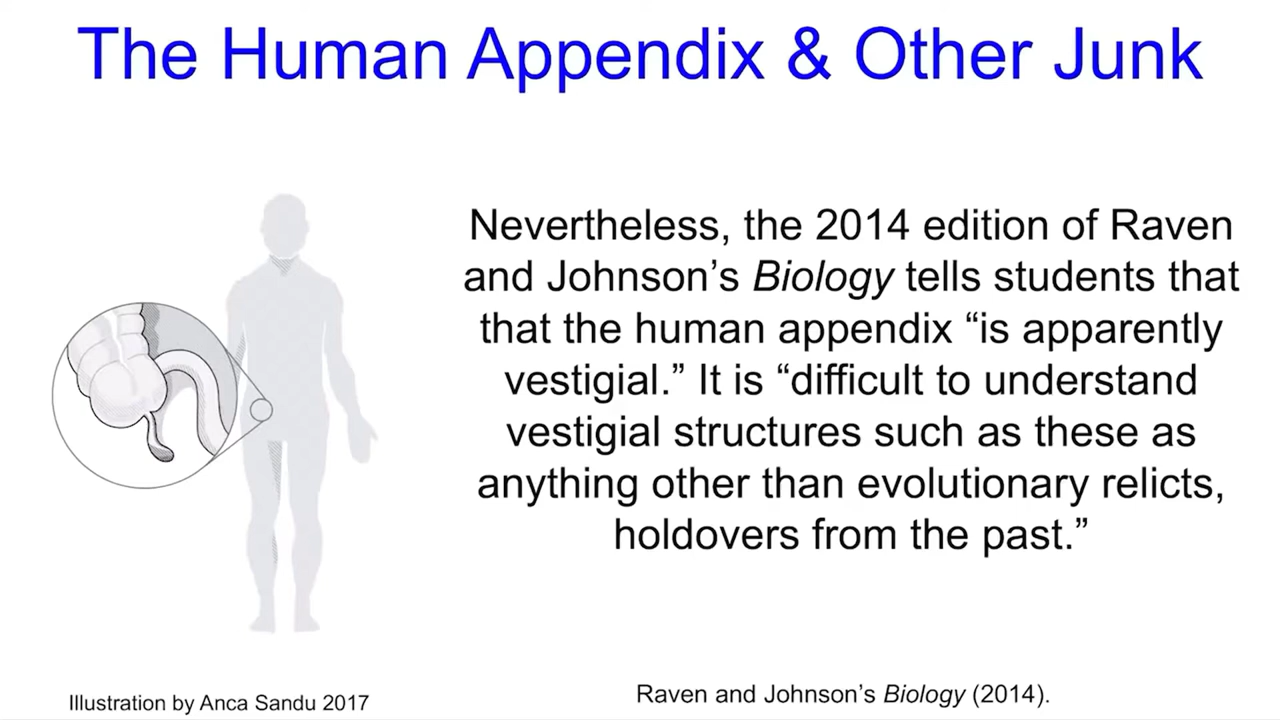 The Human Appendix & Other Junk
Nevertheless, the 2014 edition of Raven
and Johnson’s Biology tells students that
that the human appendix “is apparently
vestigial.” It is “difficult to understand
vestigial structures such as these as
anything other than evolutionary relicts,
holdovers from the past.”
Illustration by Anca Sandu 2017
Raven and Johnson’s Biology (2014).